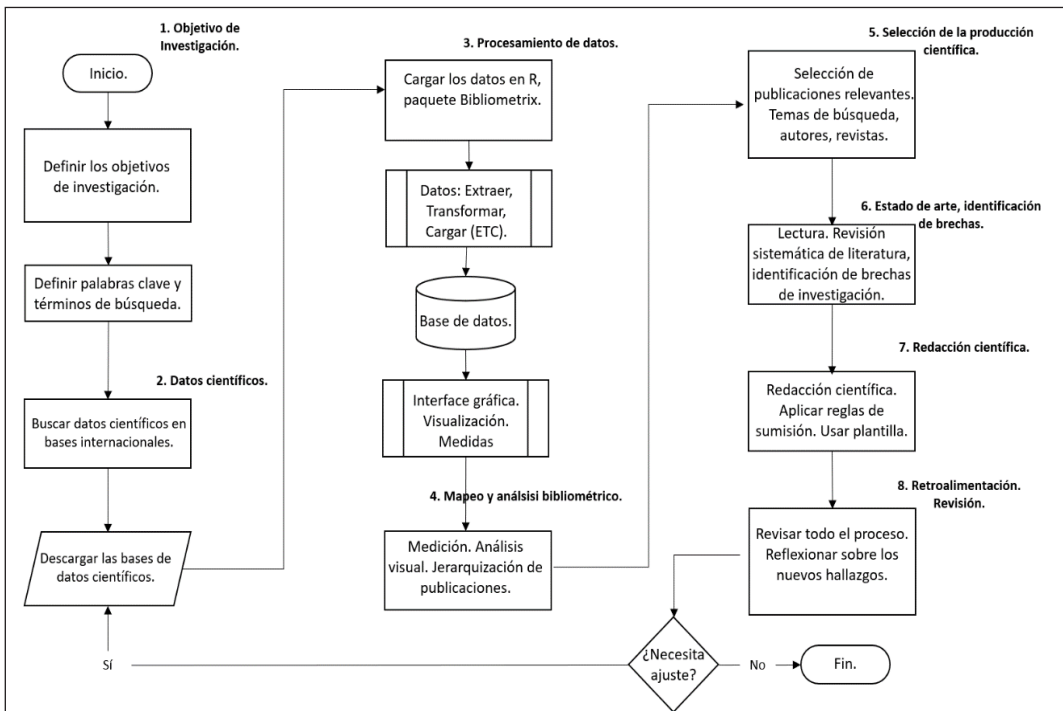 1. Objetivo de
Investigación.
Inicio.
Definir los objetivos
de investigación.
Definir palabras clave y
términos de búsqueda.
2. Datos científicos.
Buscar datos científicos en
bases internacionales.
Descargar las bases de
datos científicos.
3. Procesamiento de datos.
Cargar los datos en R,
paquete Bibliometrix.
Datos: Extraer,
Transformar,
Cargar (ETC).
Base de datos.
Interface gráfica.
Visualización.
Medidas
4. Mapeo y análsisi bibliométrico.
Medición. Análisis
visual. Jerarquización de
publicaciones.
5. Selección de la producción
científica.
Selección de
publicaciones relevantes.
Temas de búsqueda,
autores, revistas.
6. Estado de arte, identificación
de brechas.
Lectura. Revisión
sistemática de literatura,
identificación de brechas
de investigación.
7. Redacción científica.
Redacción científica.
Aplicar reglas de
sumisión. Usar plantilla.
8. Retroalimentación.
Revisión.
Revisar todo el proceso.
Reflexionar sobre los
nuevos hallazgos.
¿Necesita
ajuste?
Sí
No
Fin.